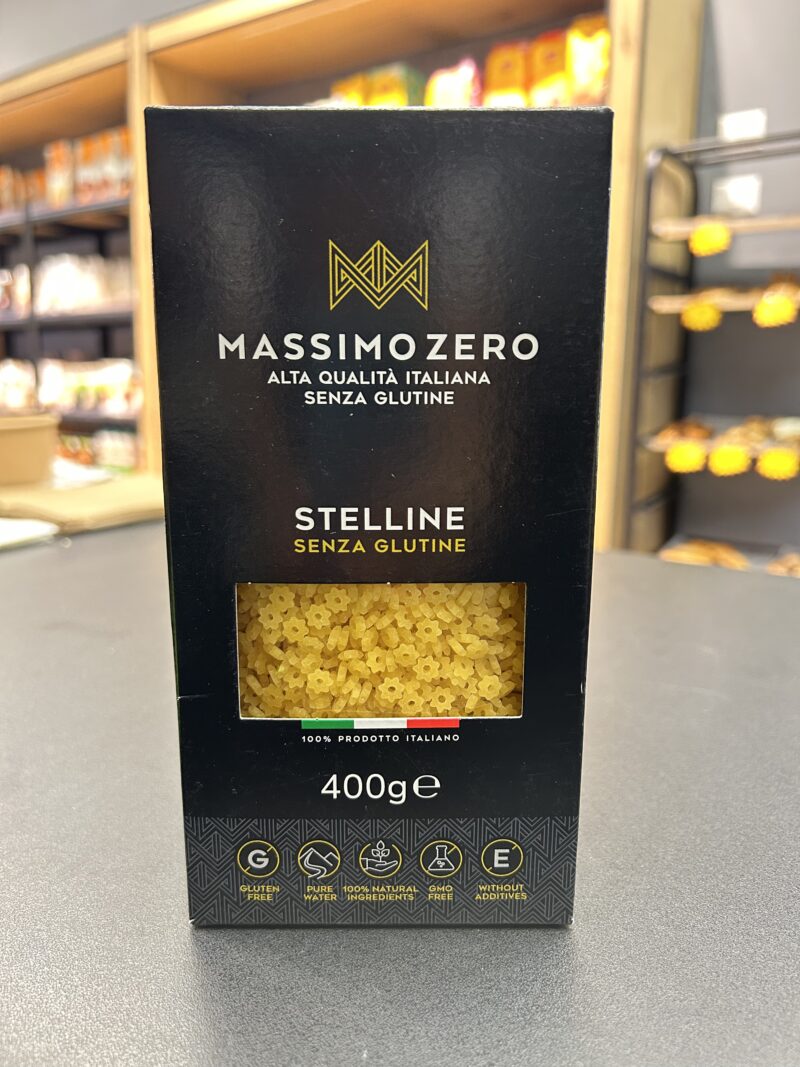 MASSIMO ZERO
ALTA QUALITÀ ITALIANA
SENZA GLUTINE
STELLINE
SENZA GLUTINE
100% PRODOTTO ITALIANO
400g ℮
G
E
GLUTEN
FREE
PURE
WATER
100% NATURAL
INGREDIENTS
GMO
FREE
WITHOUT
ADDITIVES